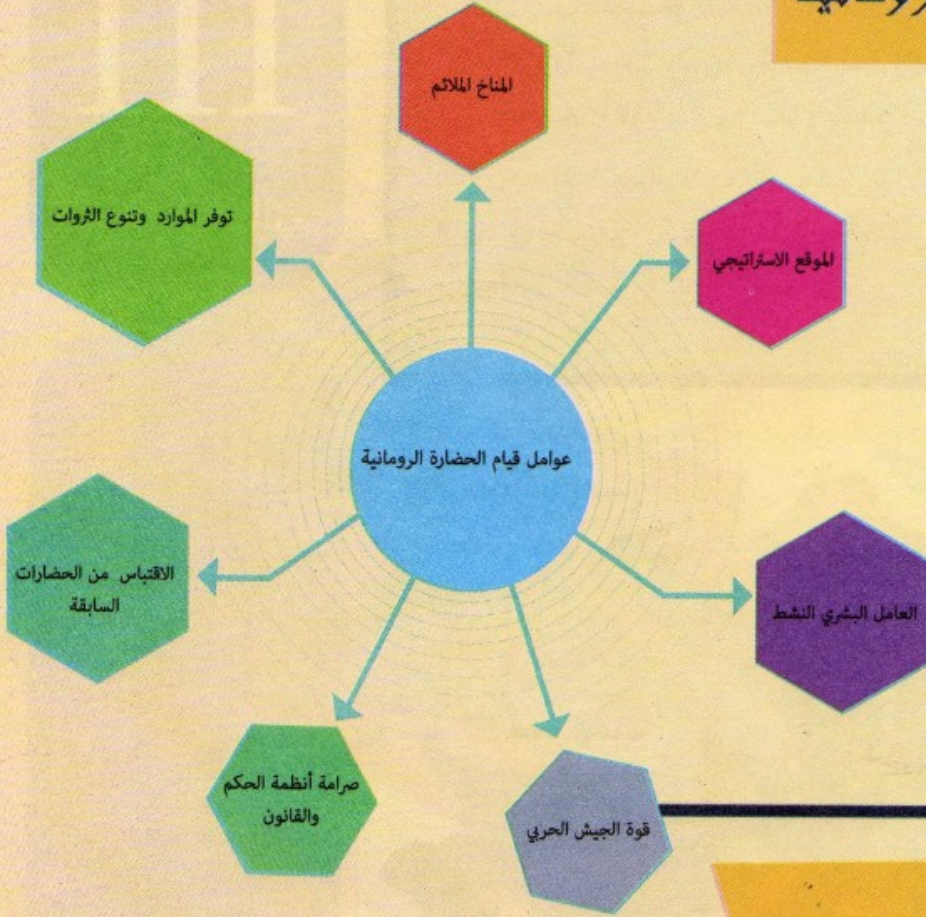 المناخ الملائم
الموقع الاستراتيجي
توفر الموارد وتنوع الثروات
عوامل قيام الحضارة الرومانية
العامل البشري النشط
الاقتباس من الحضارات
السابقة
قوة الجيش الحربي
صرامة أنظمة الحكم
والقانون